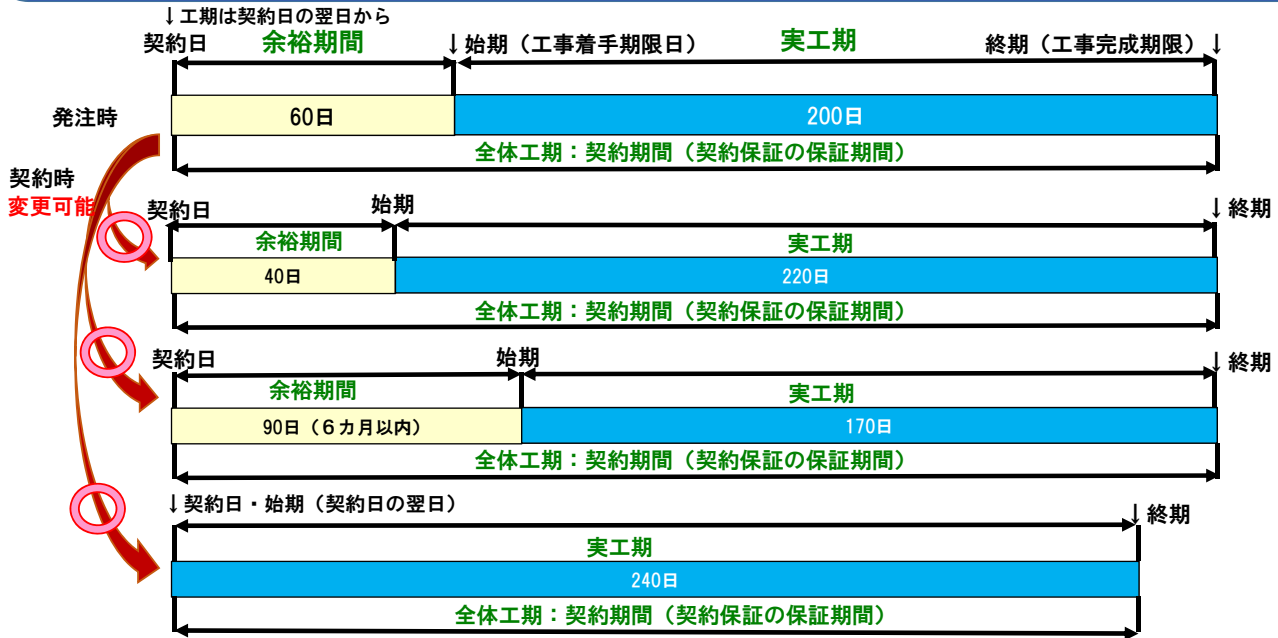 ↓工期は契約日の翌日から
契約日 余裕期間 ↓始期（工事着手期限日） 実工期 終期（工事完成期限）↓
発注時 60日 200日
全体工期：契約期間（契約保証の保証期間）
契約時
変更可能
契約日 始期 ↓終期
余裕期間 実工期
40日 220日
全体工期：契約期間（契約保証の保証期間）
契約日 始期 ↓終期
余裕期間 実工期
90日（６カ月以内） 170日
全体工期：契約期間（契約保証の保証期間）
↓契約日・始期（契約日の翌日） ↓終期
実工期
240日
全体工期：契約期間（契約保証の保証期間）